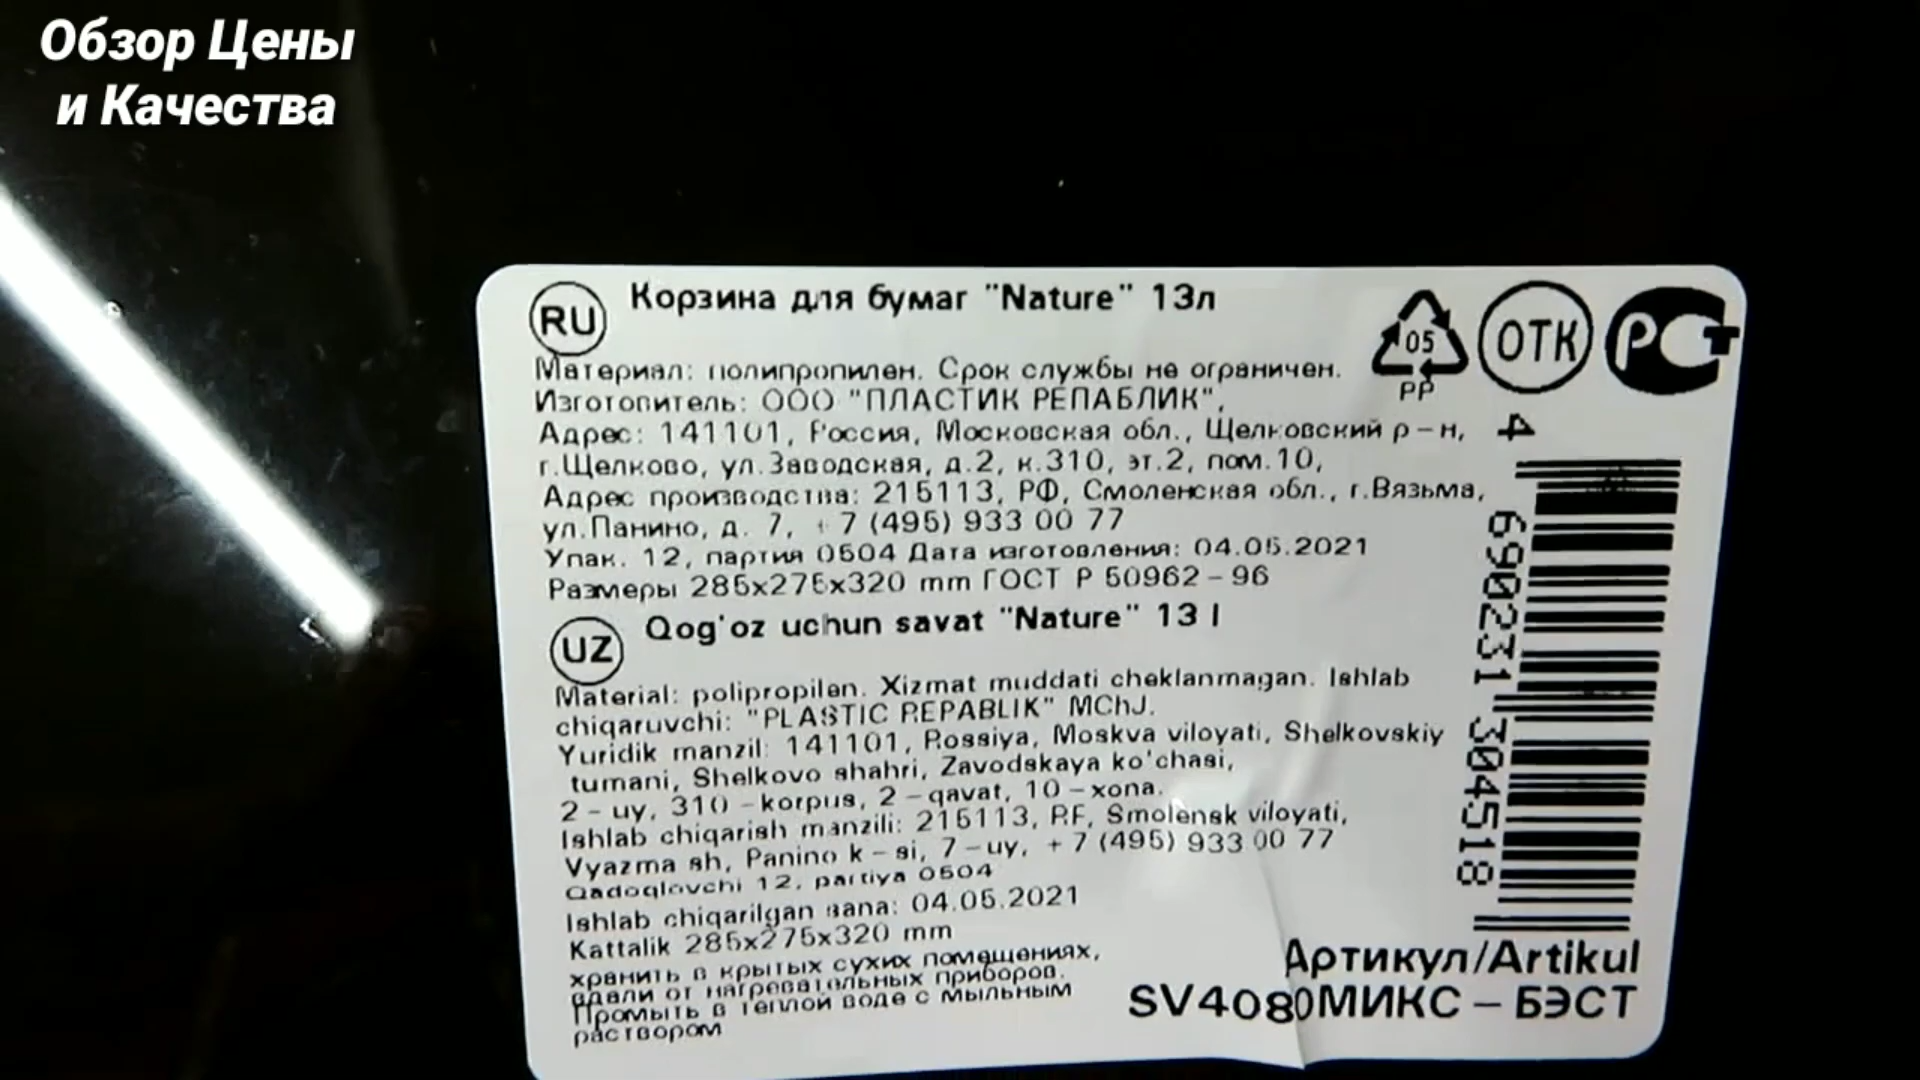 Обзор Цены
и Качества
RU
Корзина для бумаг "Nature" 13л
Материал: полипропилен. Срок службы не ограничен.
Изготовитель: ООО "ПЛАСТИК РЕПАБЛИК",
Адрес: 141101, Россия, Московская обл., Щелковский р-н,
г.Щелково, ул.Заводская, д.2, к.310, эт.2, пом.10,
Адрес производства: 215113, РФ, Смоленская обл., г.Вязьма,
ул.Панино, д. 7, +7 (495) 933 00 77
Упак. 12, партия 0504 Дата изготовления: 04.05.2021
Размеры 285x275x320 mm ГОСТ Р 50962-96
05
PP
ОТК
РСТ
UZ
Qog'oz uchun savat "Nature" 13 l
Material: polipropilen. Xizmat muddati cheklanmagan. Ishlab
chiqaruvchi: "PLASTIC REPABLIK" MChJ.
Yuridik manzil: 141101, Rossiya, Moskva viloyati, Shelkovskiy
tumani, Shelkovo shahri, Zavodskaya ko'chasi,
2-uy, 310-korpus, 2-qavat, 10-xona.
Ishlab chiqarish manzili: 215113, P.F, Smolensk viloyati,
Vyazma sh, Panino k-si, 7-uy, +7 (495) 933 00 77
Qadoqlovchi 12, partiya 0504
Ishlab chiqarilgan sana: 04.05.2021
Kattalik 285x275x320 mm
хранить в крытых сухих помещениях,
вдали от нагревательных приборов.
Промыть в теплой воде с мыльным
раствором
4 690231 304518
Артикул/Artikul
SV4080МИКС-БЭСТ